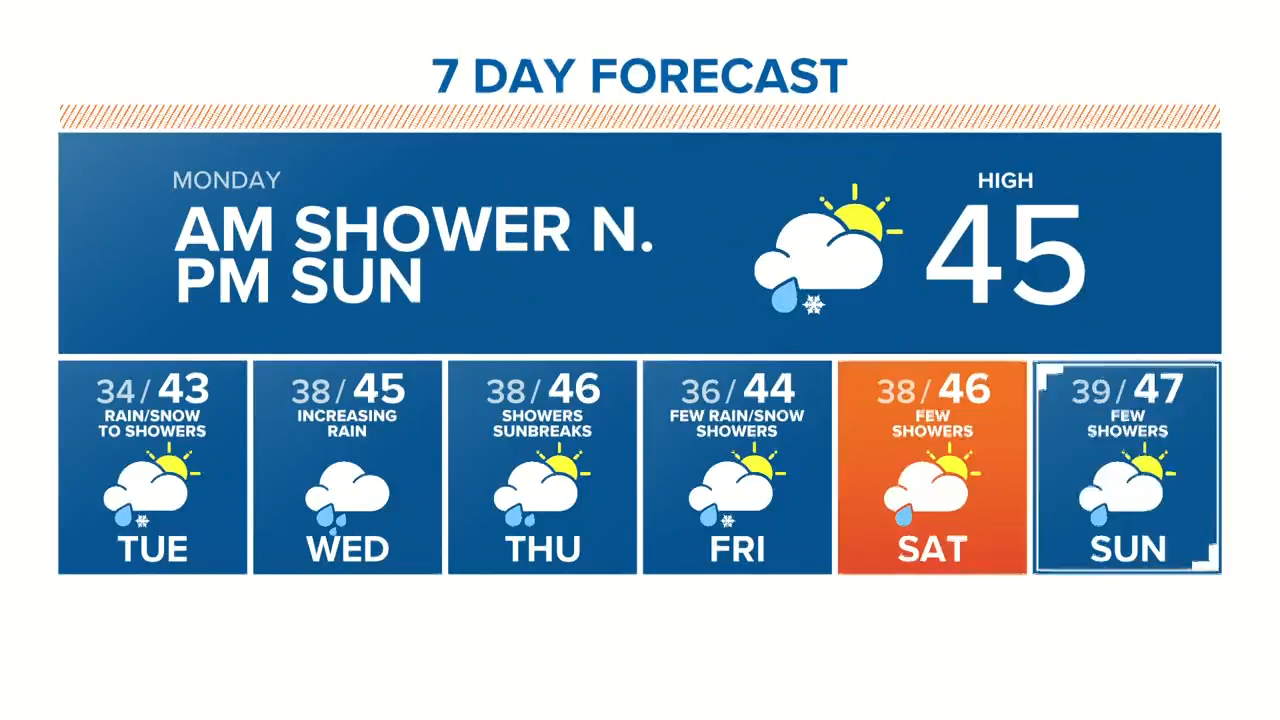 7 DAY FORECAST
MONDAY
AM SHOWER N.
PM SUN
HIGH
45
34 / 43
RAIN/SNOW
TO SHOWERS
TUE
38 / 45
INCREASING
RAIN
WED
38 / 46
SHOWERS
SUNBREAKS
THU
36 / 44
FEW RAIN/SNOW
SHOWERS
FRI
38 / 46
FEW
SHOWERS
SAT
39 / 47
FEW
SHOWERS
SUN